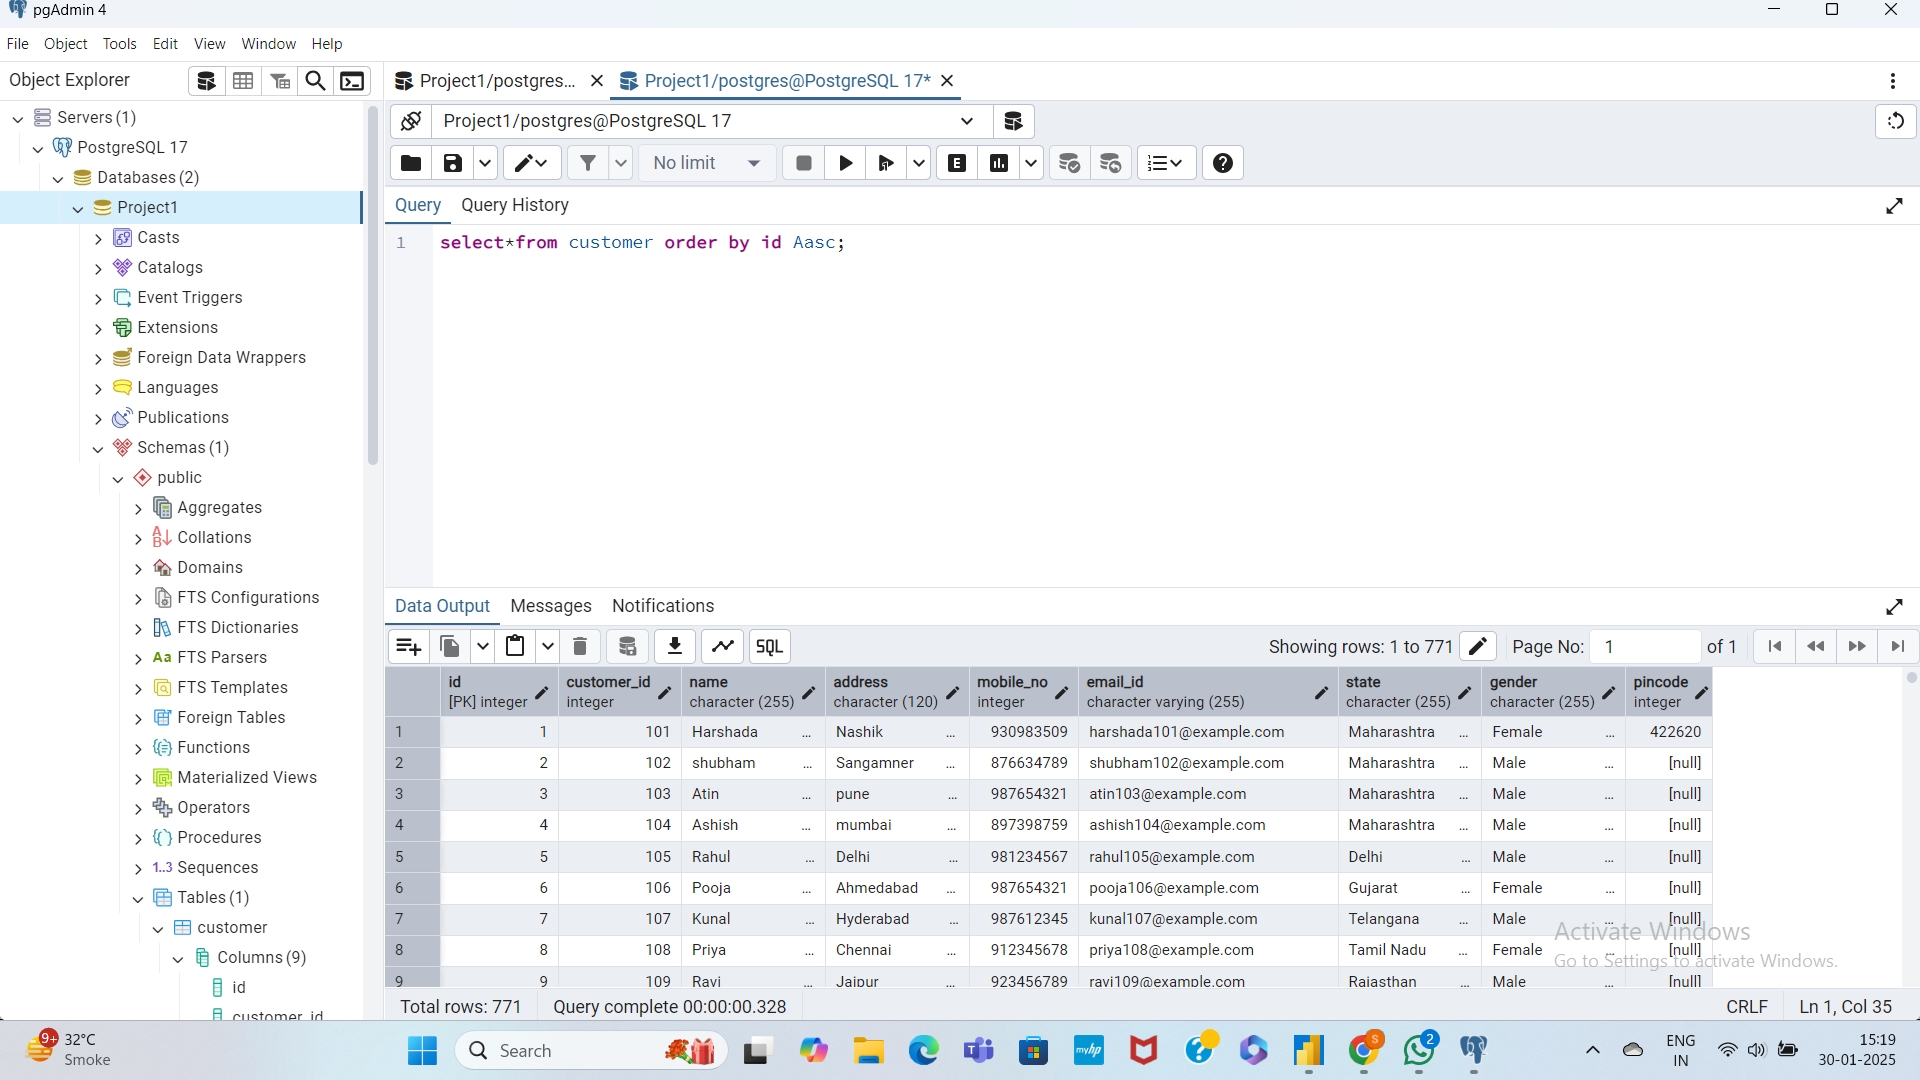 pgAdmin 4
File Object Tools Edit View Window Help
Object Explorer
Project1/postgres...
Project1/postgres@PostgreSQL 17*
Servers (1)
PostgreSQL 17
Databases (2)
Project1
Casts
Catalogs
Event Triggers
Extensions
Foreign Data Wrappers
Languages
Publications
Schemas (1)
public
Aggregates
Collations
Domains
FTS Configurations
FTS Dictionaries
FTS Parsers
FTS Templates
Foreign Tables
Functions
Materialized Views
Operators
Procedures
1..3 Sequences
Tables (1)
customer
Columns (9)
id
customer_id
Project1/postgres@PostgreSQL 17
No limit
Query Query History
1 select*from customer order by id Aasc;
Data Output Messages Notifications
SQL Showing rows: 1 to 771 Page No: 1 of 1
id customer_id name address mobile_no email_id state gender pincode
[PK] integer integer character (255) character (120) integer character varying (255) character (255) character (255) integer
1 1 101 Harshada ... Nashik ... 930983509 harshada101@example.com Maharashtra ... Female ... 422620
2 2 102 shubham ... Sangamner ... 876634789 shubham102@example.com Maharashtra ... Male ... [null]
3 3 103 Atin ... pune ... 987654321 atin103@example.com Maharashtra ... Male ... [null]
4 4 104 Ashish ... mumbai ... 897398759 ashish104@example.com Maharashtra ... Male ... [null]
5 5 105 Rahul ... Delhi ... 981234567 rahul105@example.com Delhi ... Male ... [null]
6 6 106 Pooja ... Ahmedabad ... 987654321 pooja106@example.com Gujarat ... Female ... [null]
7 7 107 Kunal ... Hyderabad ... 987612345 kunal107@example.com Telangana ... Male ... [null]
8 8 108 Priya ... Chennai ... 912345678 priya108@example.com Tamil Nadu ... Female ... [null]
9 9 109 Ravi ... Jaipur ... 923456789 ravi109@example.com Rajasthan ... Male ... [null]
Activate Windows
Go to Settings to activate Windows.
Total rows: 771 Query complete 00:00:00.328 CRLF Ln 1, Col 35
9+ 32°C
Smoke
Search
myhp
S
2
ENG
IN
15:19
30-01-2025